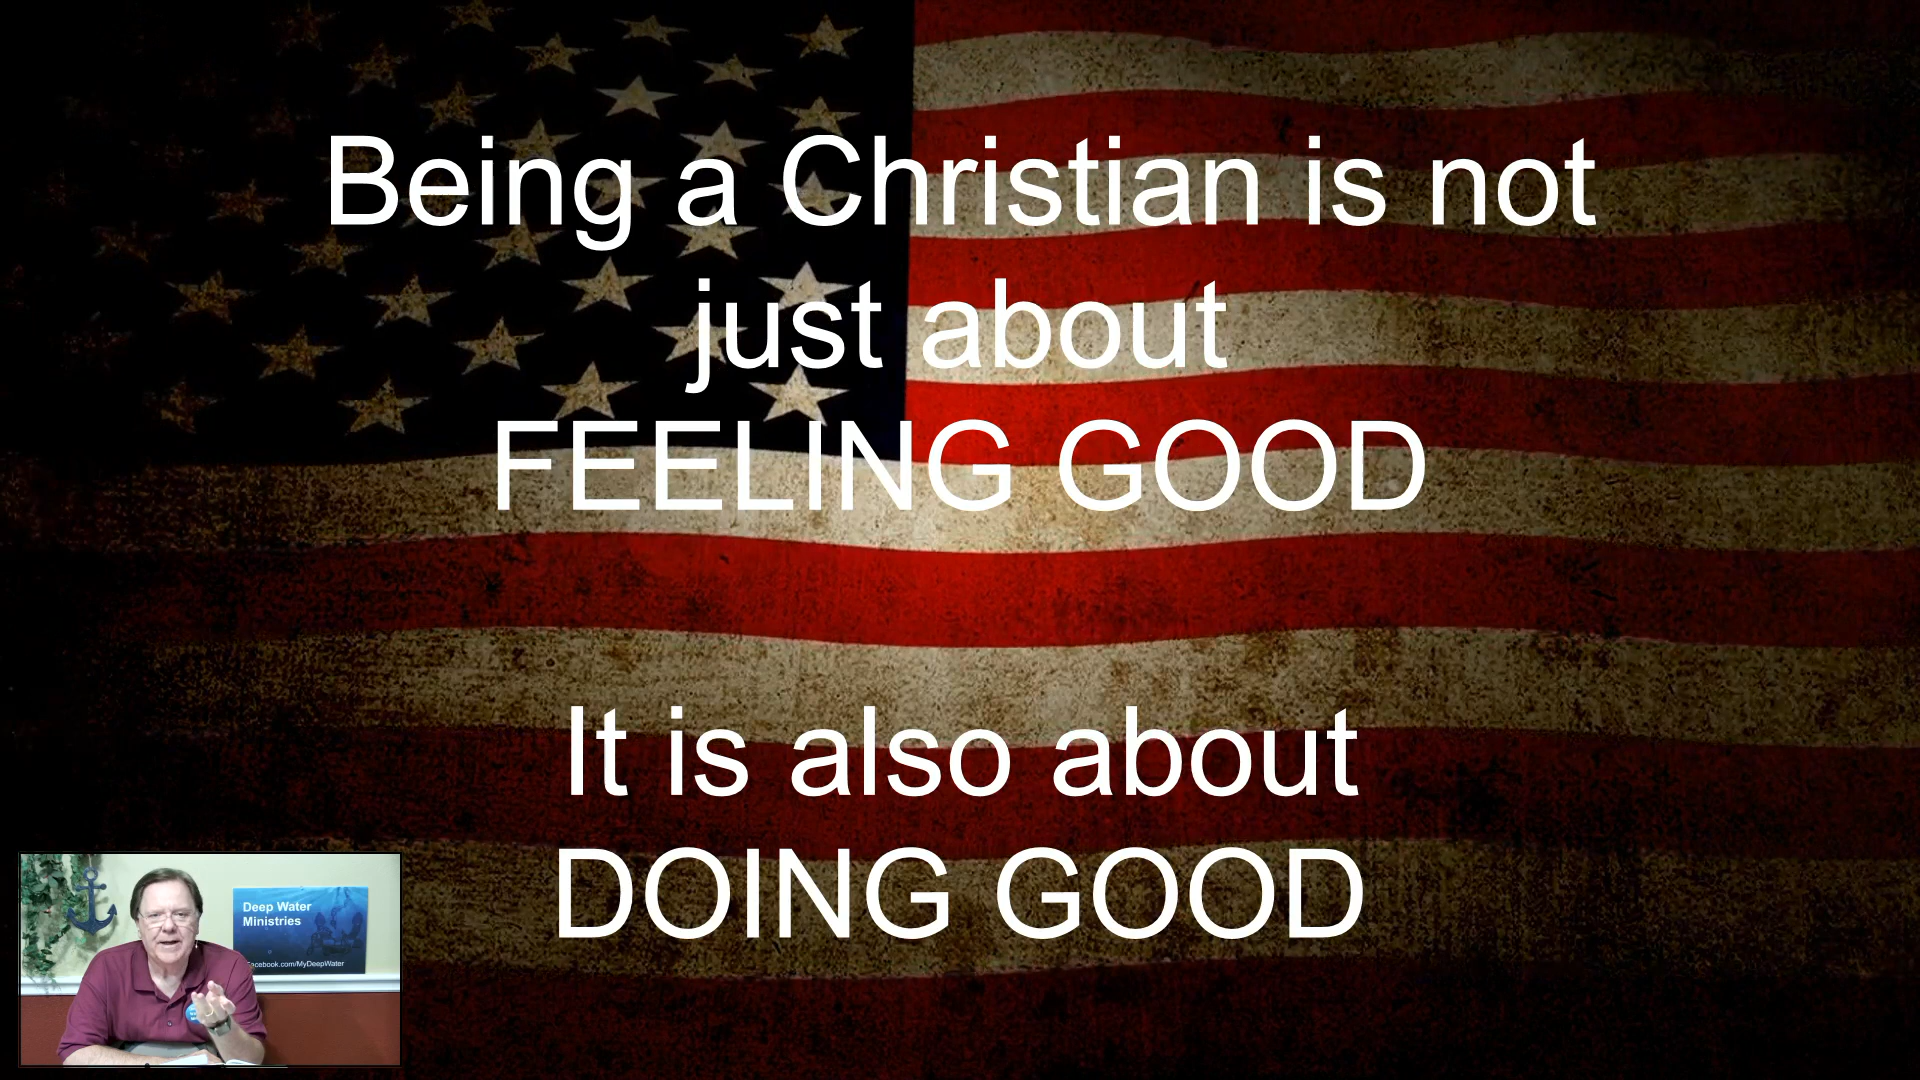 Being a Christian is not
just about
FEELING GOOD
It is also about
DOING GOOD
Deep Water
Ministries
facebook.com/MyDeepWater